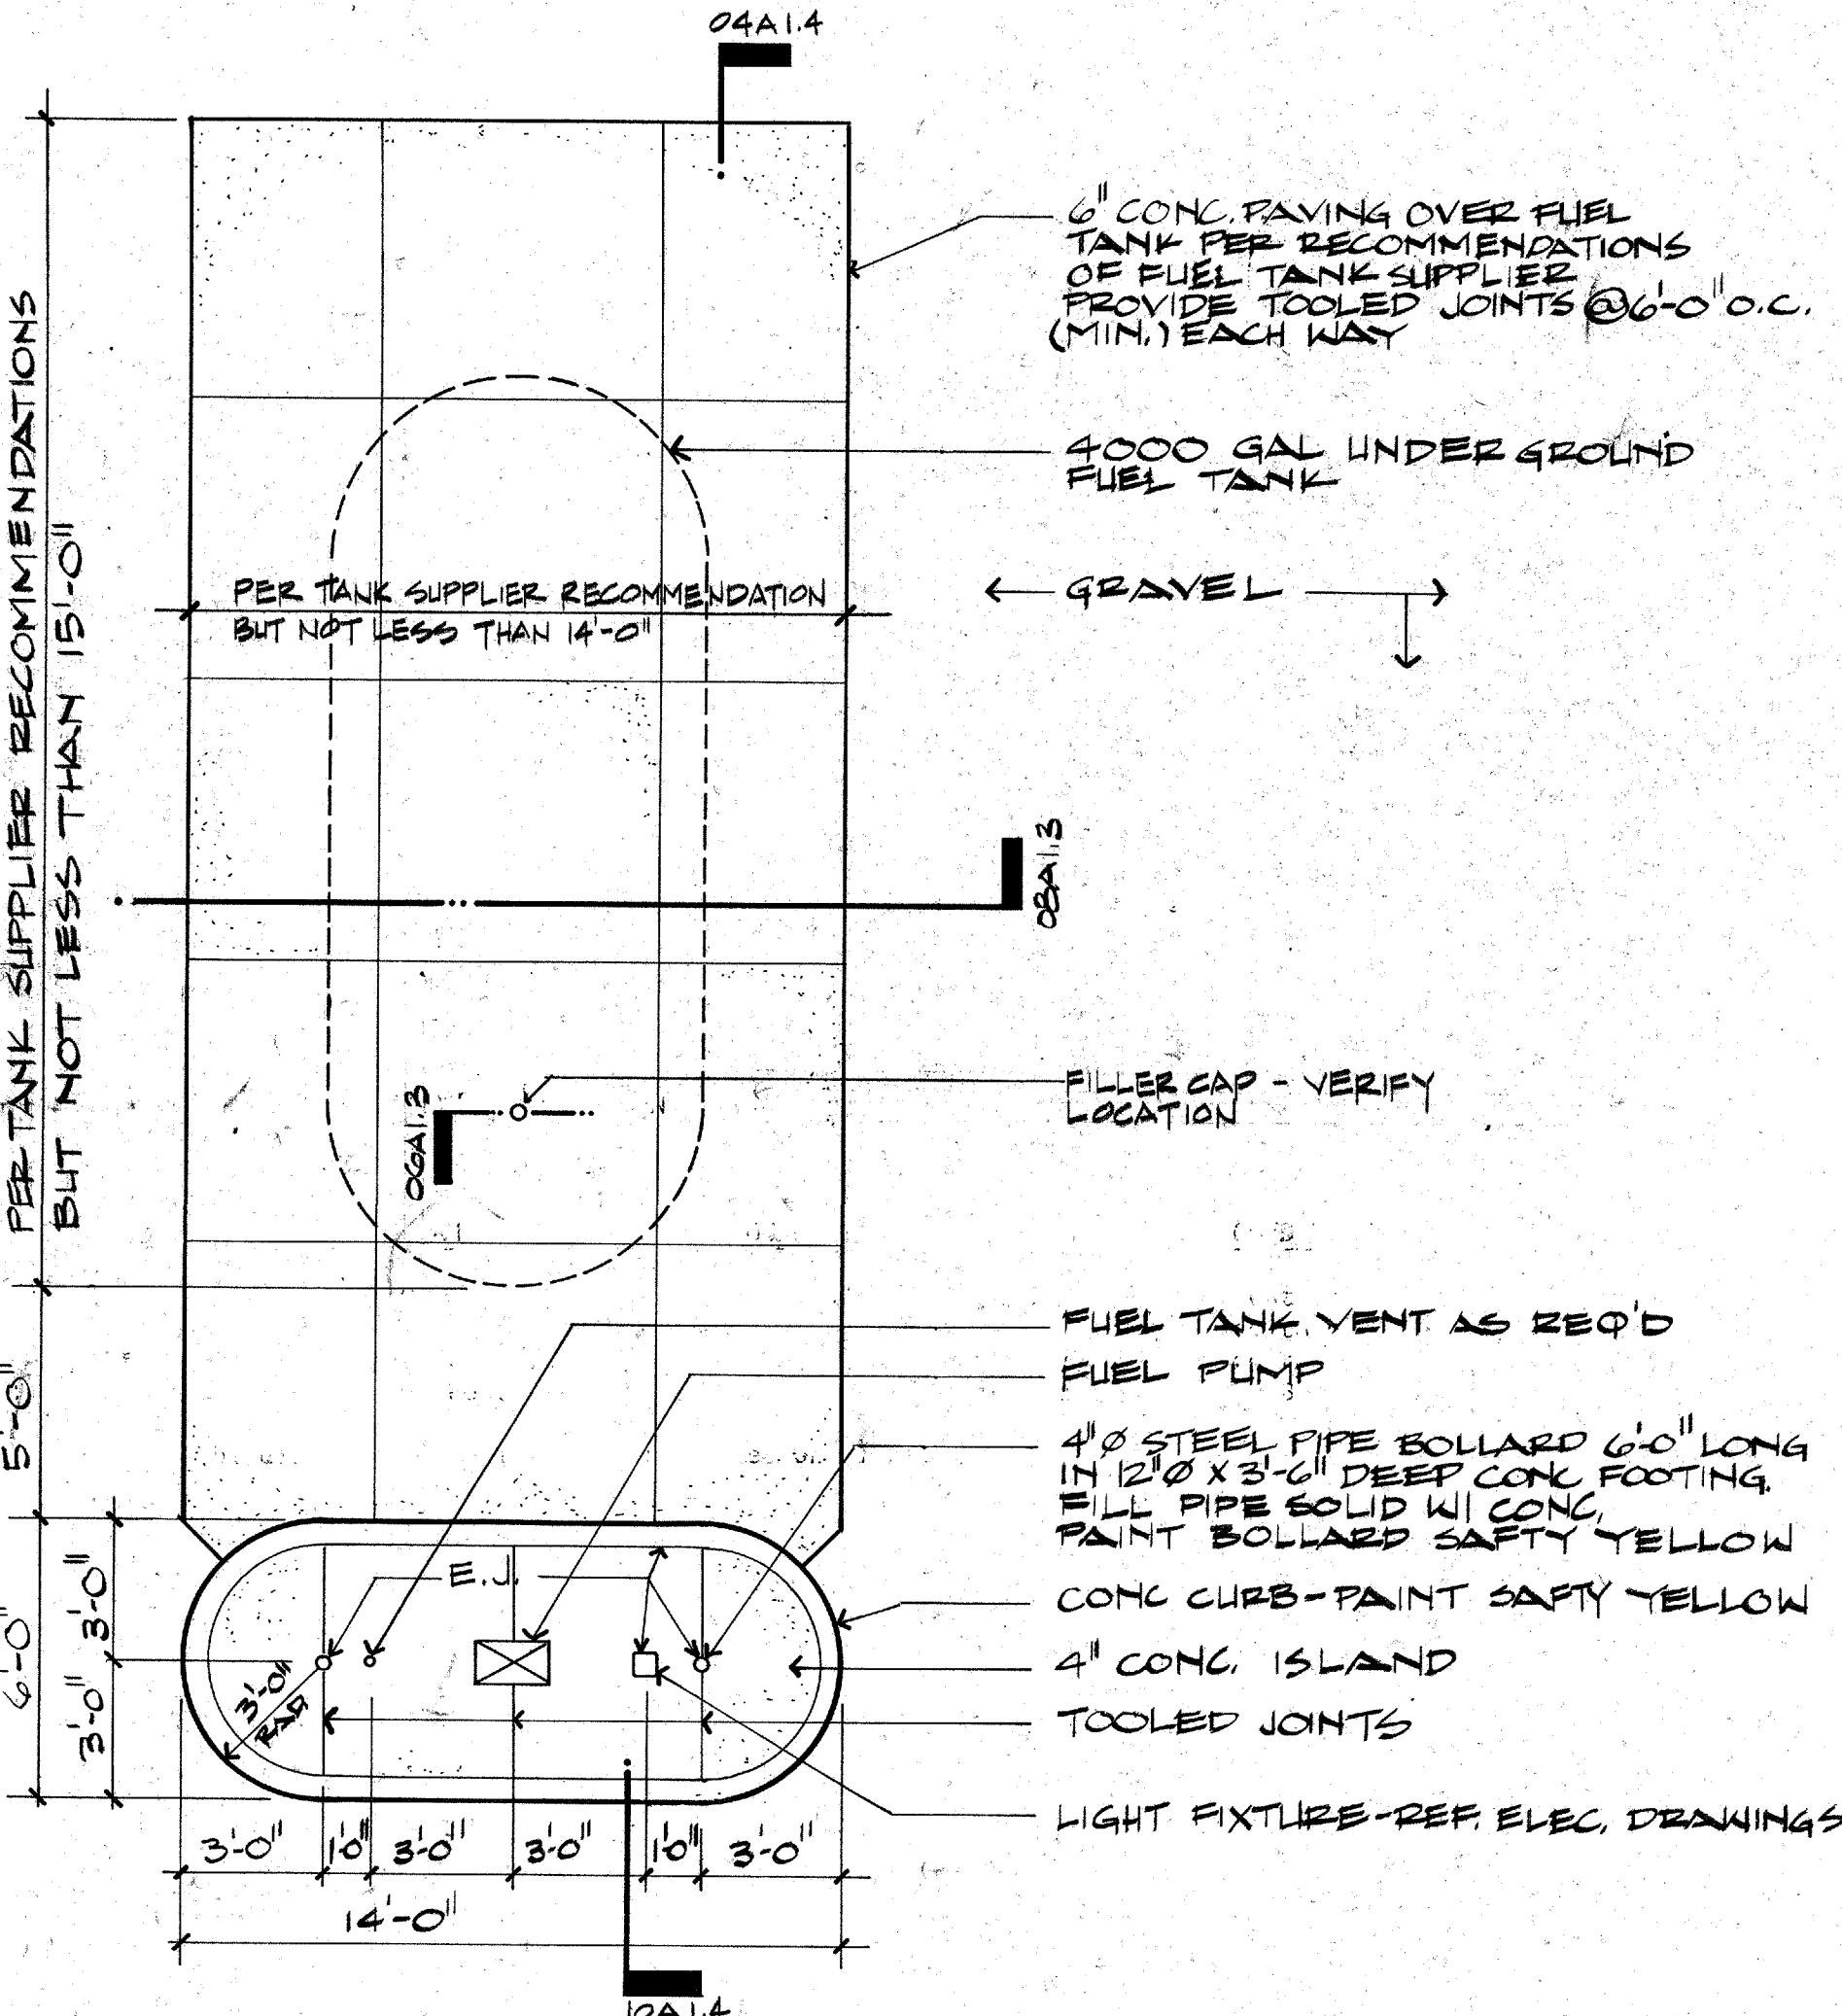 04A1.4
6" CONC. PAVING OVER FUEL
TANK PER RECOMMENDATIONS
OF FUEL TANK SUPPLIER
PROVIDE TOOLED JOINTS @ 6'-0" O.C.
(MIN.) EACH WAY
4000 GAL UNDERGROUND
FUEL TANK
PER TANK SUPPLIER RECOMMENDATIONS
BUT NOT LESS THAN 15'-0"
PER TANK SUPPLIER RECOMMENDATION
BUT NOT LESS THAN 14'-0"
GRAVEL
08A1.3
06A1.3
FILLER CAP - VERIFY
LOCATION
FUEL TANK VENT AS REQ'D
FUEL PUMP
4"Ø STEEL PIPE BOLLARD 6'-0" LONG
IN 12"Ø X 3'-6" DEEP CONC FOOTING.
FILL PIPE SOLID W/ CONC.
PAINT BOLLARD SAFTY YELLOW
CONC CURB-PAINT SAFTY YELLOW
4" CONC. ISLAND
TOOLED JOINTS
LIGHT FIXTURE-REF. ELEC. DRAWINGS
5'-0"
6'-0"
3'-0"
3'-0"
E.J.
3'-0"
RAD
3'-0" 1'0" 3'-0" 3'-0" 1'0" 3'-0"
14'-0"
10A1.4